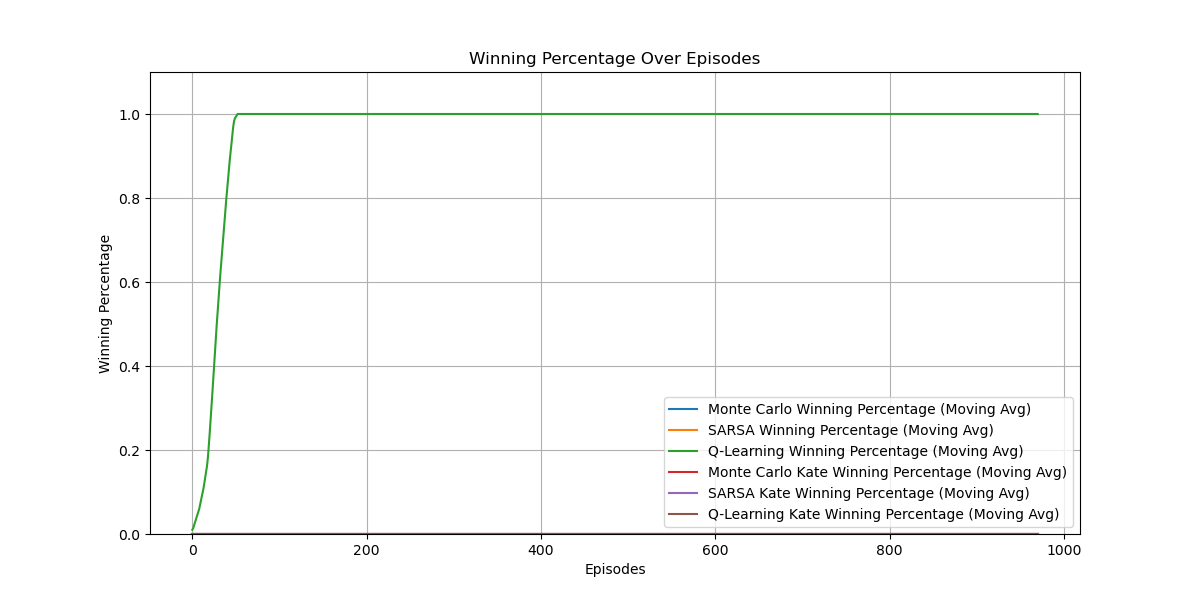 Winning Percentage Over Episodes
Winning Percentage
1.0
0.8
0.6
0.4
0.2
0.0
Monte Carlo Winning Percentage (Moving Avg)
SARSA Winning Percentage (Moving Avg)
Q-Learning Winning Percentage (Moving Avg)
Monte Carlo Kate Winning Percentage (Moving Avg)
SARSA Kate Winning Percentage (Moving Avg)
Q-Learning Kate Winning Percentage (Moving Avg)
0 200 400 600 800 1000
Episodes